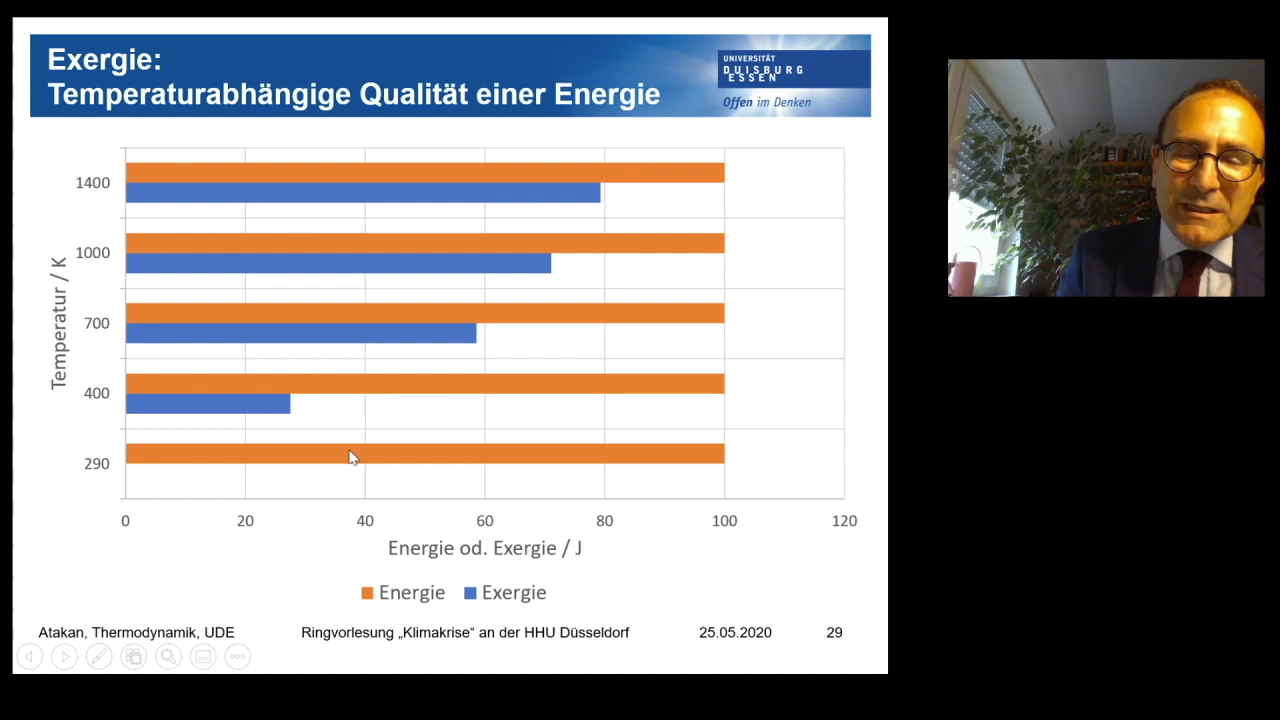 Exergie:
Temperaturabhängige Qualität einer Energie
UNIVERSITÄT
DUISBURG
ESSEN
Offen im Denken
Temperatur / K
1400
1000
700
400
290
0 20 40 60 80 100 120
Energie od. Exergie / J
Energie Exergie
Atakan, Thermodynamik, UDE Ringvorlesung „Klimakrise“ an der HHU Düsseldorf 25.05.2020 29